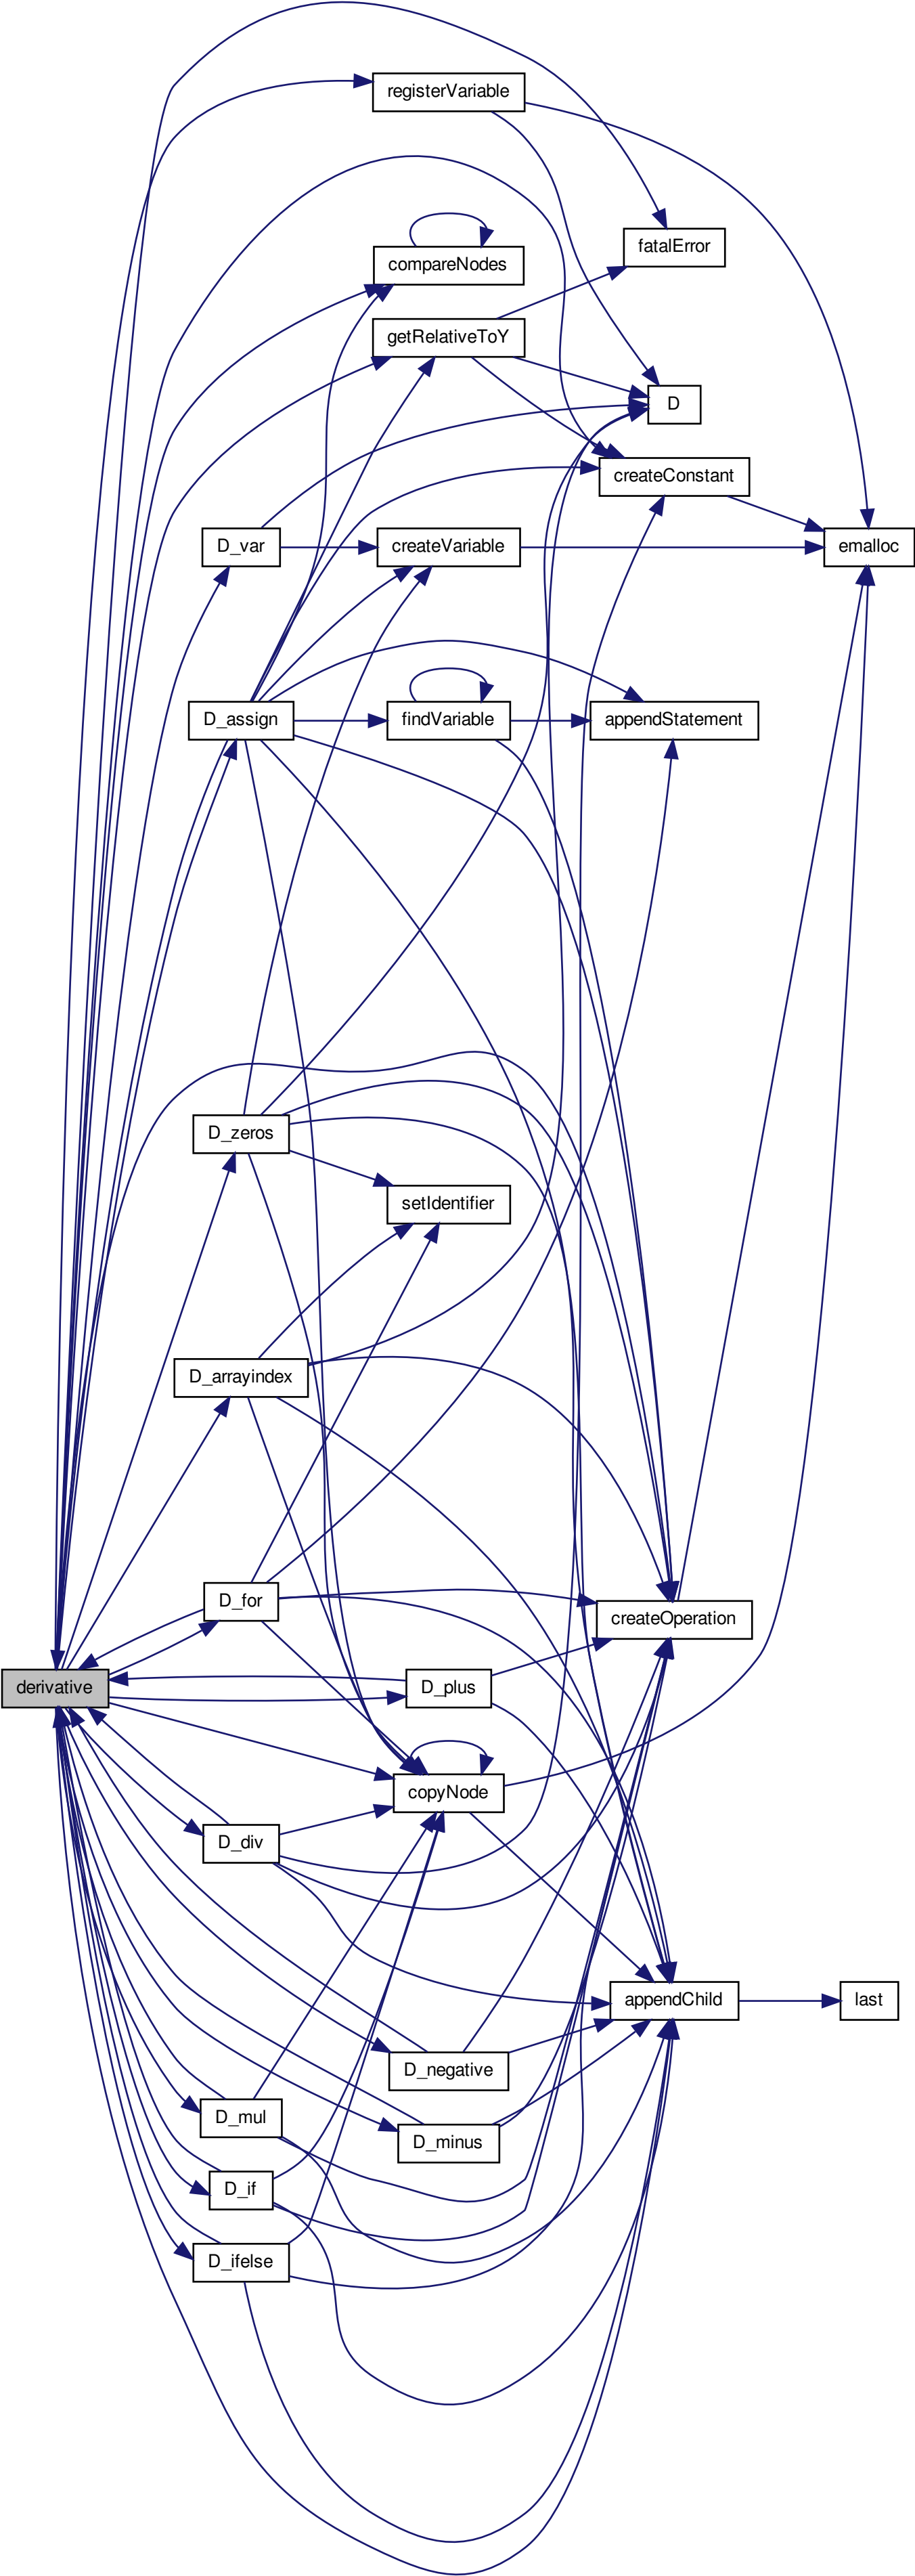 registerVariable
fatalError
compareNodes
getRelativeToY
D
createConstant
D_var
createVariable
emalloc
D_assign
findVariable
appendStatement
D_zeros
setIdentifier
D_arrayindex
D_for
createOperation
derivative
D_plus
copyNode
D_div
appendChild
last
D_negative
D_mul
D_minus
D_if
D_ifelse